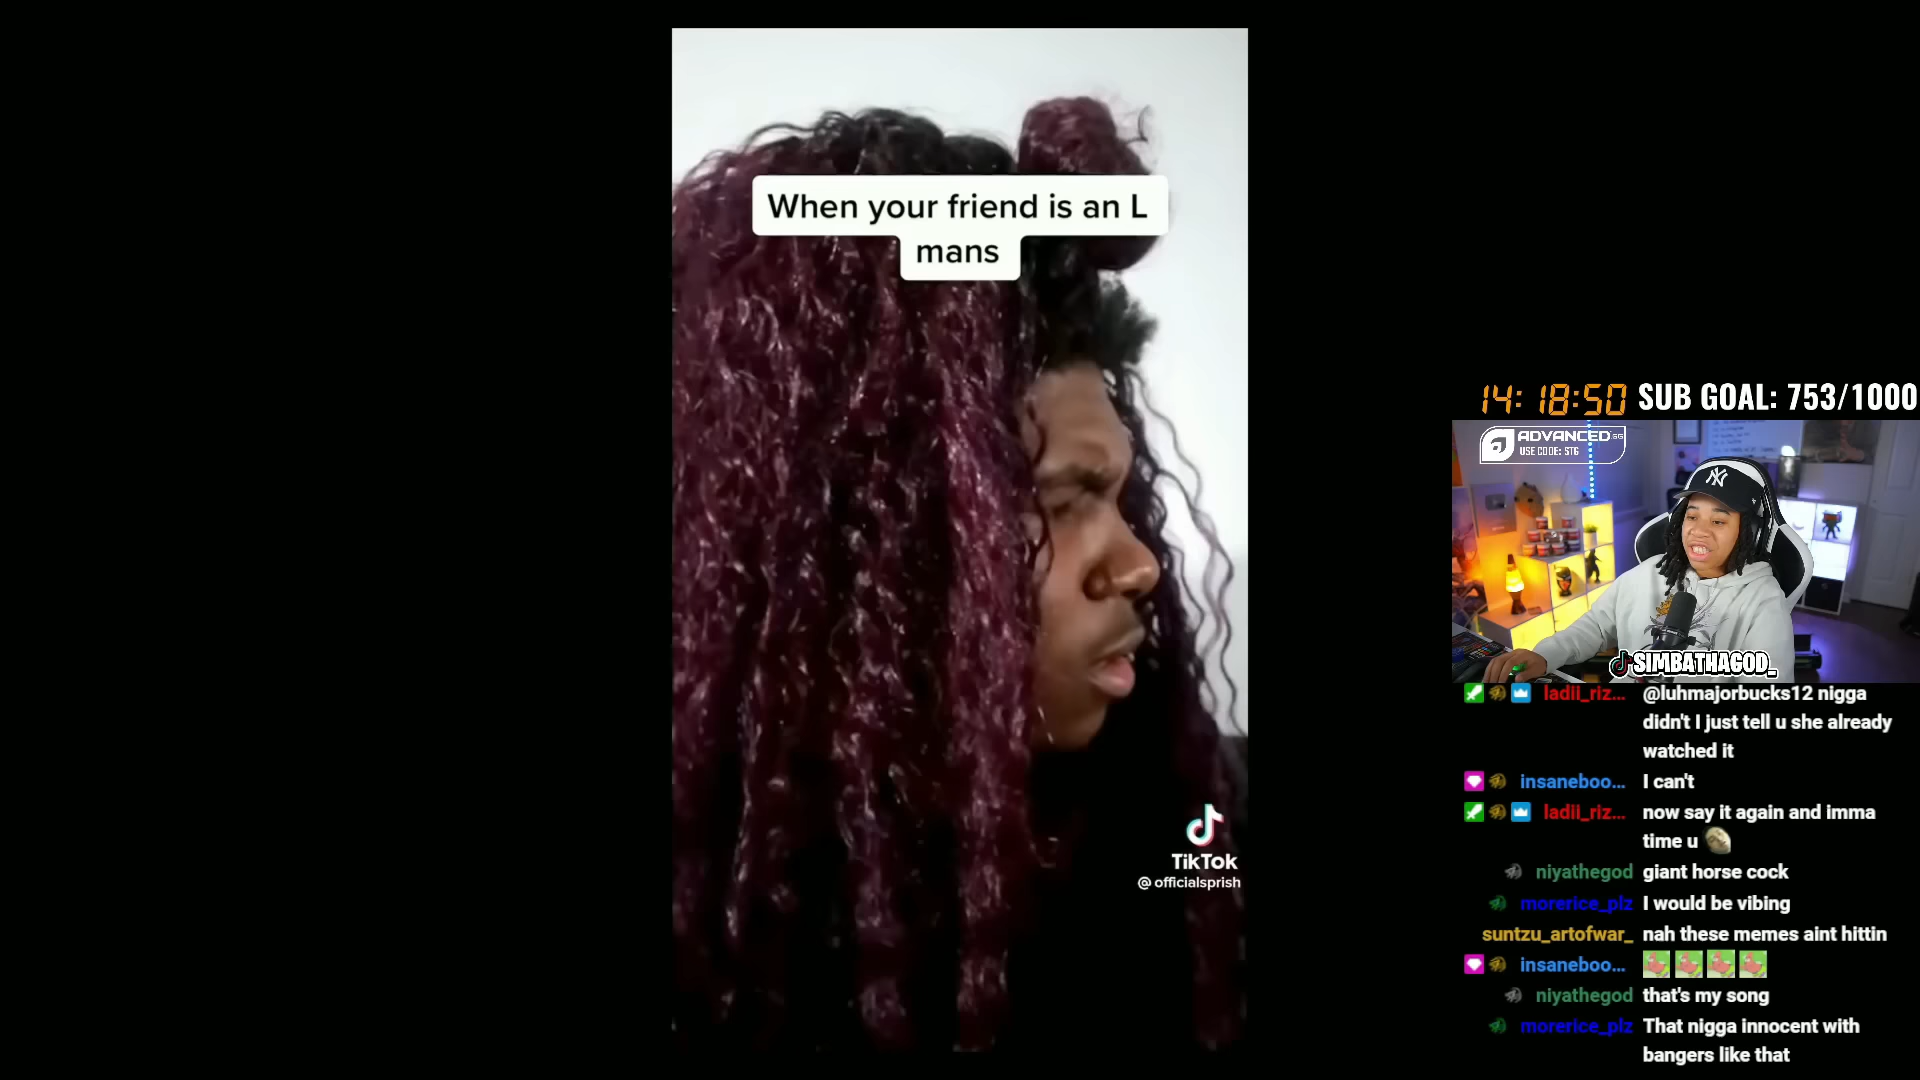 When your friend is an L
mans
TikTok
@officialsprish
14:18:50 SUB GOAL: 753/1000
ADVANCED.GG
USE CODE: STG
NY
SIMBATHAGOD_
ladii_riz... @luhmajorbucks12 nigga
didn't I just tell u she already
watched it
insaneboo... I can't
ladii_riz... now say it again and imma
time u
niyathegod giant horse cock
morerice_plz I would be vibing
suntzu_artofwar_ nah these memes aint hittin
insaneboo...
niyathegod that's my song
morerice_plz That nigga innocent with
bangers like that